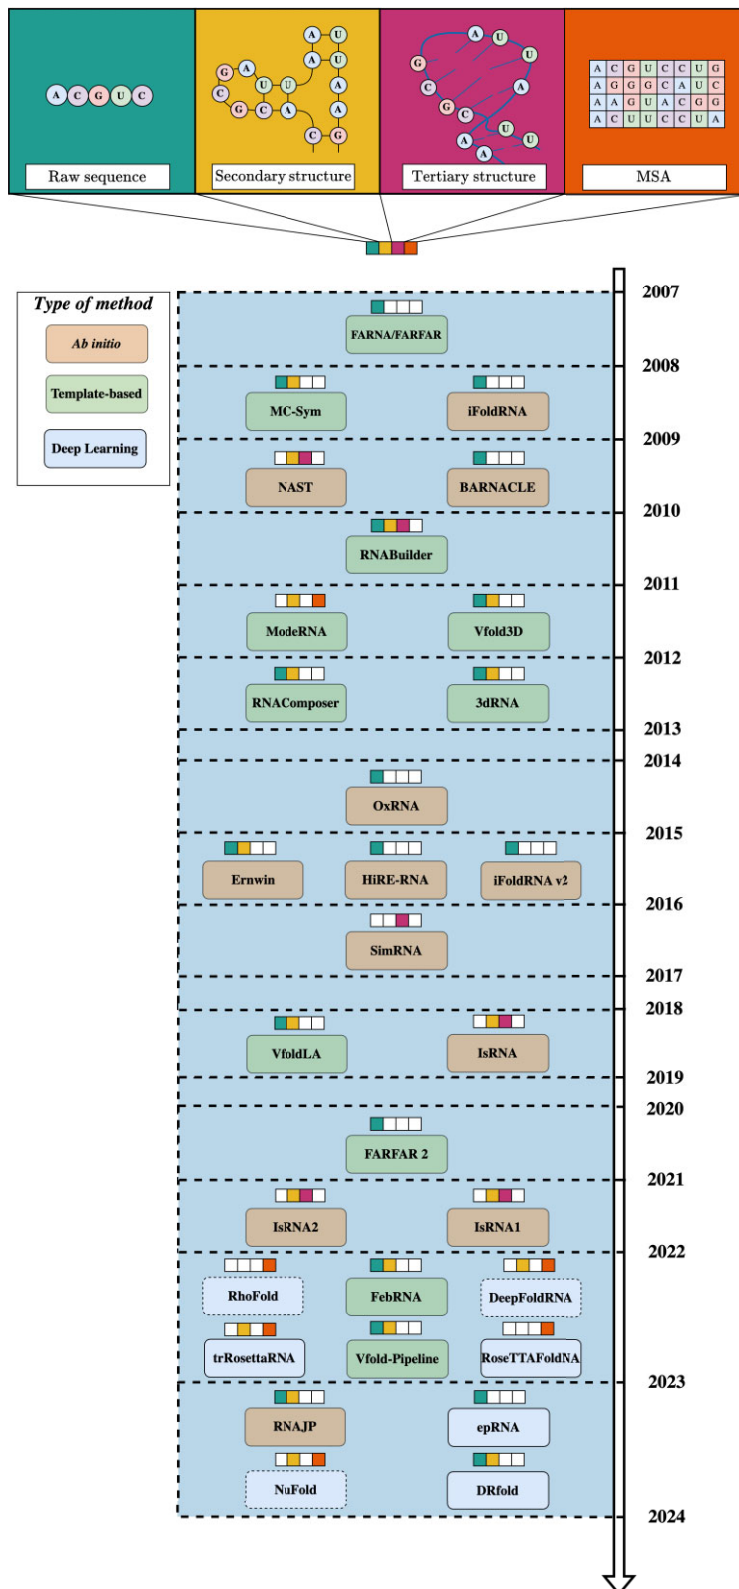 A C G U C
A U
G A A U
C U U A
G C A A
C G
A U U
G A
C G C
A U U
A A
A C G U C C U G
A G G G C A U C
A A G U A C G G
A C U U C C U A
Raw sequence
Secondary structure
Tertiary structure
MSA
2007
Type of method
Ab initio
Template-based
Deep Learning
FARNA/FARFAR
2008
MC-Sym
iFoldRNA
2009
NAST
BARNACLE
2010
RNABuilder
2011
ModeRNA
Vfold3D
2012
RNAComposer
3dRNA
2013
2014
OxRNA
2015
Ernwin
HiRE-RNA
iFoldRNA v2
2016
SimRNA
2017
2018
VfoldLA
IsRNA
2019
2020
FARFAR 2
2021
IsRNA2
IsRNA1
2022
RhoFold
FebRNA
DeepFoldRNA
trRosettaRNA
Vfold-Pipeline
RoseTTAFoldNA
2023
RNAJP
epRNA
NuFold
DRfold
2024